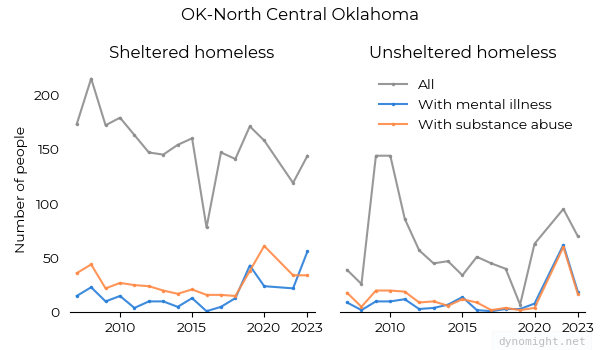 OK-North Central Oklahoma
Sheltered homeless
Unsheltered homeless
All
With mental illness
With substance abuse
Number of people
200
150
100
50
0
2010 2015 2020 2023
2010 2015 2020 2023
dynomight.net